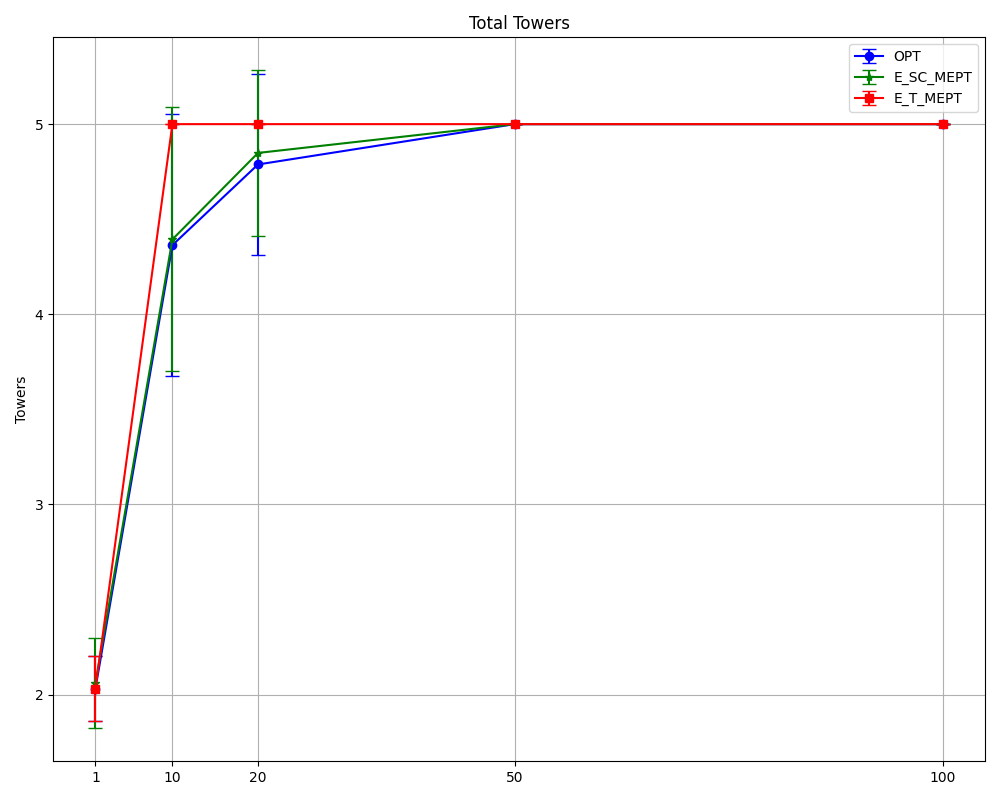 Total Towers
OPT
E_SC_MEPT
E_T_MEPT
Towers
5
4
3
2
1 10 20 50 100